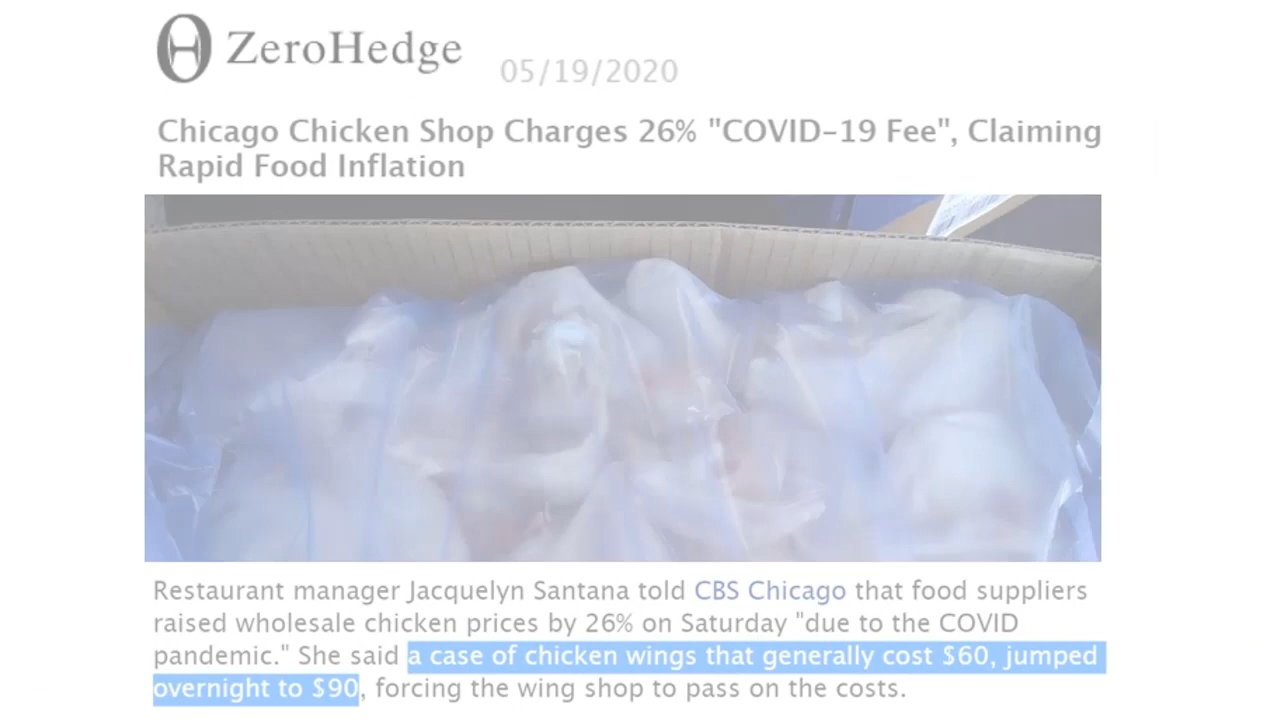 ZeroHedge
05/19/2020
Chicago Chicken Shop Charges 26% "COVID-19 Fee", Claiming
Rapid Food Inflation
Restaurant manager Jacquelyn Santana told CBS Chicago that food suppliers
raised wholesale chicken prices by 26% on Saturday "due to the COVID
pandemic." She said a case of chicken wings that generally cost $60, jumped
overnight to $90, forcing the wing shop to pass on the costs.